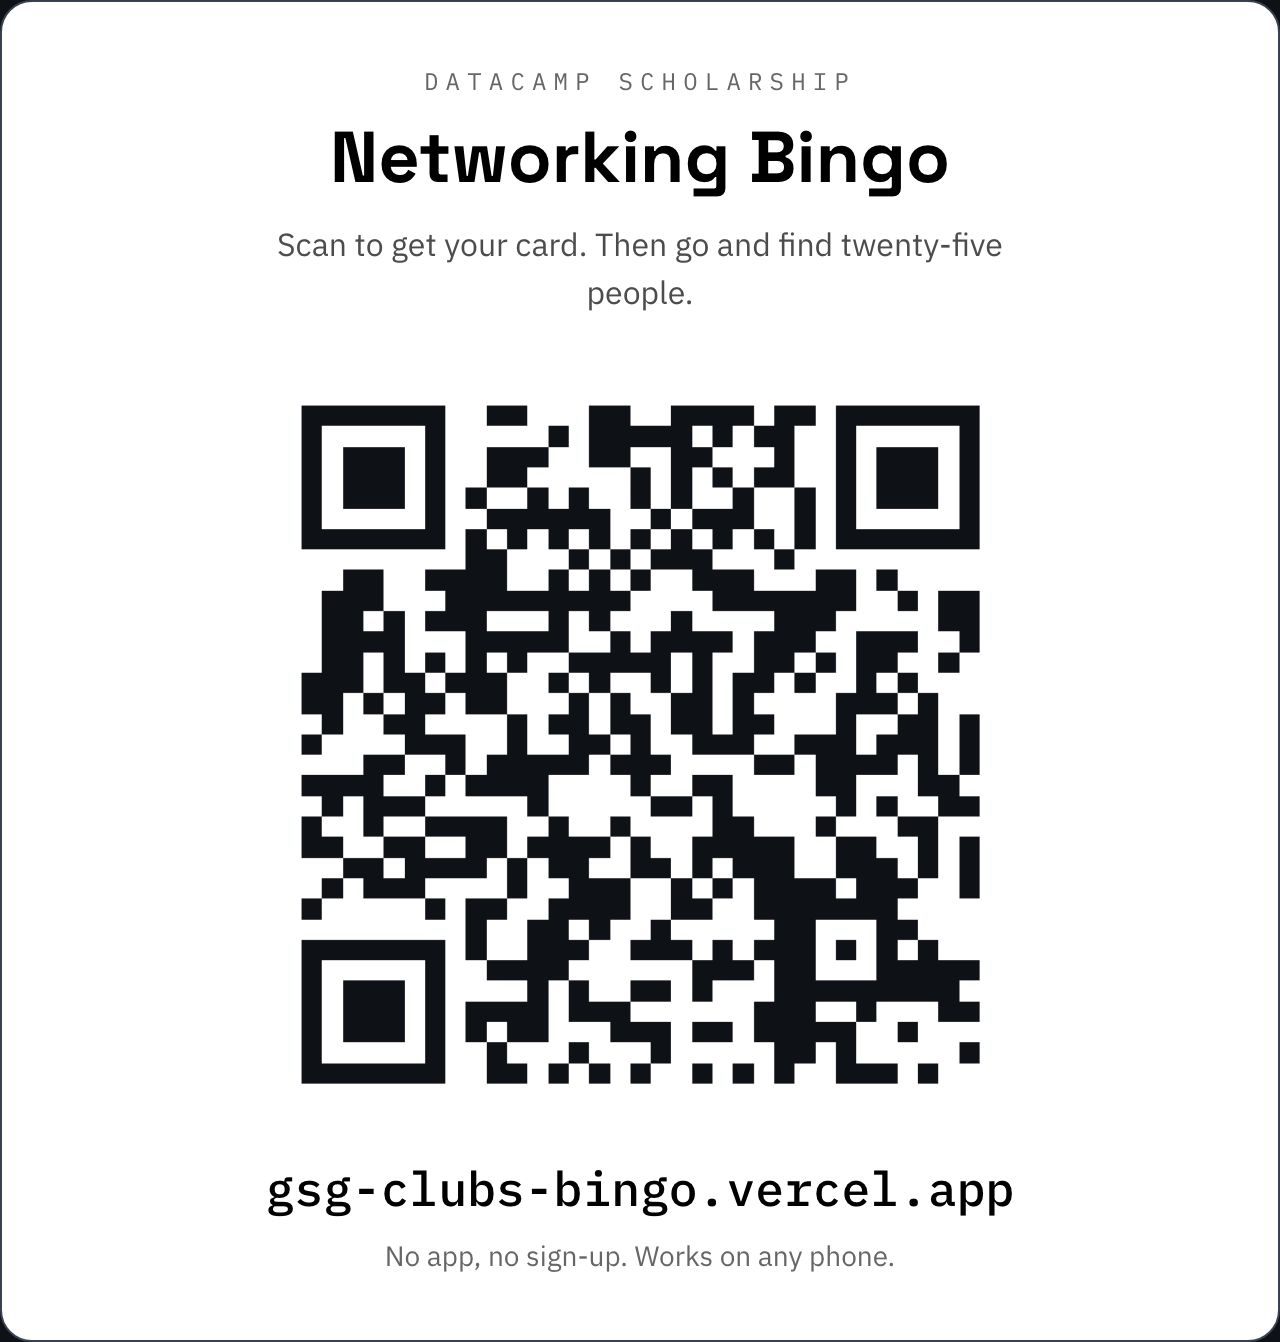 DATACAMP SCHOLARSHIP
Networking Bingo
Scan to get your card. Then go and find twenty-five
people.
gsg-clubs-bingo.vercel.app
No app, no sign-up. Works on any phone.